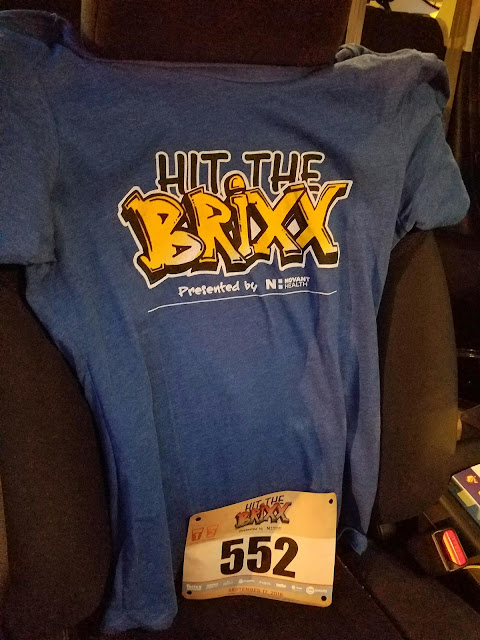 HIT THE
BRIXX
Presented by N NOVANT
HEALTH
HIT THE
BRIXX
552